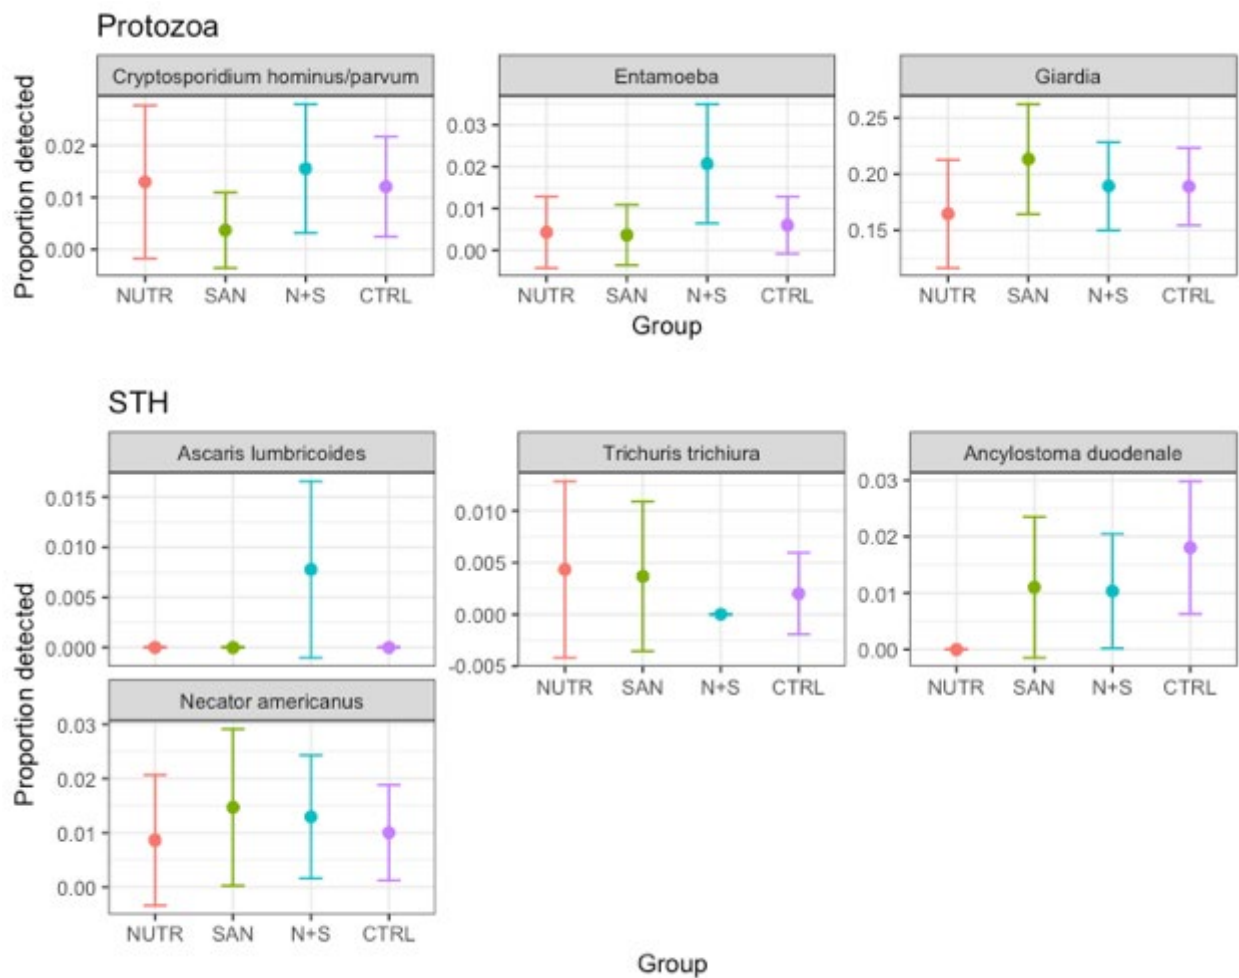 Protozoa
Cryptosporidium hominus/parvum
Entamoeba
Giardia
Proportion detected
0.02
0.01
0.00
0.03
0.02
0.01
0.00
0.25
0.20
0.15
NUTR SAN N+S CTRL
NUTR SAN N+S CTRL
NUTR SAN N+S CTRL
Group
STH
Ascaris lumbricoides
Trichuris trichiura
Ancylostoma duodenale
Proportion detected
0.015
0.010
0.005
0.000
0.010
0.005
0.000
-0.005
0.03
0.02
0.01
0.00
NUTR SAN N+S CTRL
NUTR SAN N+S CTRL
Necator americanus
0.03
0.02
0.01
0.00
NUTR SAN N+S CTRL
Group